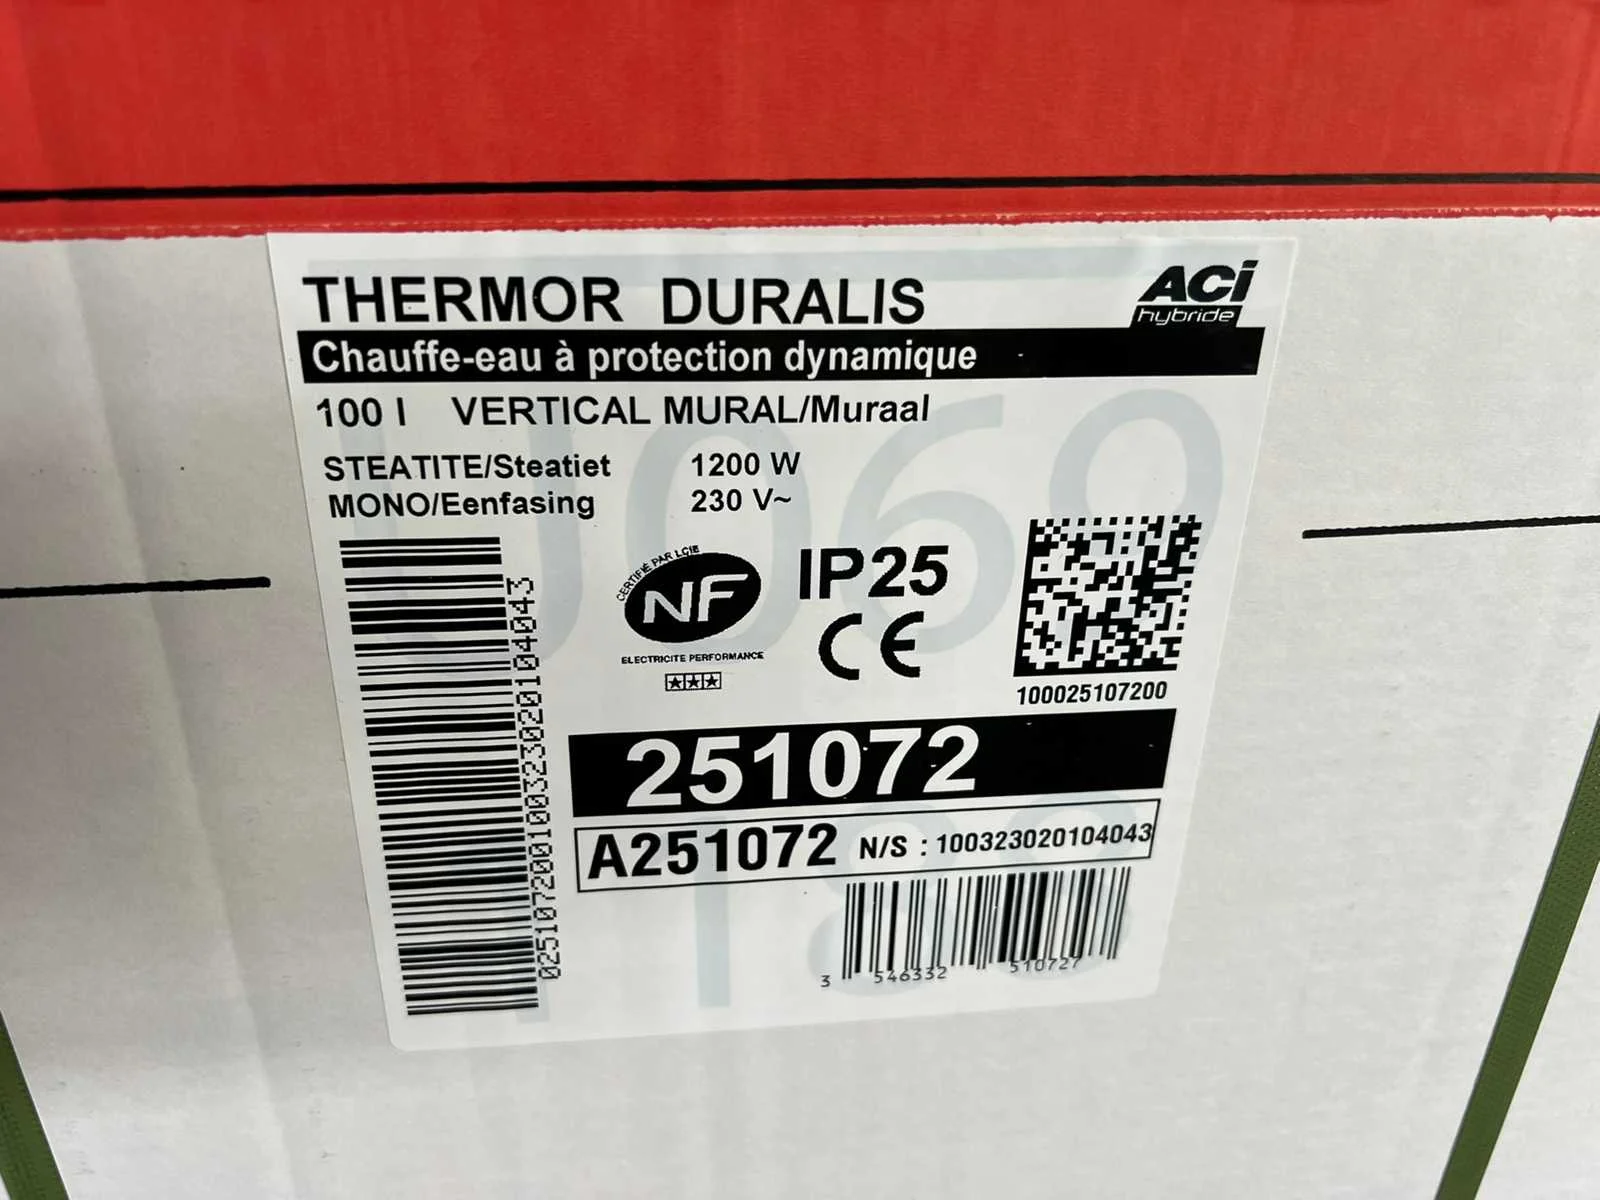 THERMOR DURALIS
ACi
hybride
Chauffe-eau à protection dynamique
100 l VERTICAL MURAL/Muraal
STEATITE/Steatiet 1200 W
MONO/Eenfasing 230 V~
CERTIFIÉ PAR LCIE
NF
ELECTRICITE PERFORMANCE
IP25
CE
100025107200
025107200100323020104043
251072
A251072 N/S : 100323020104043
3 546332 510727